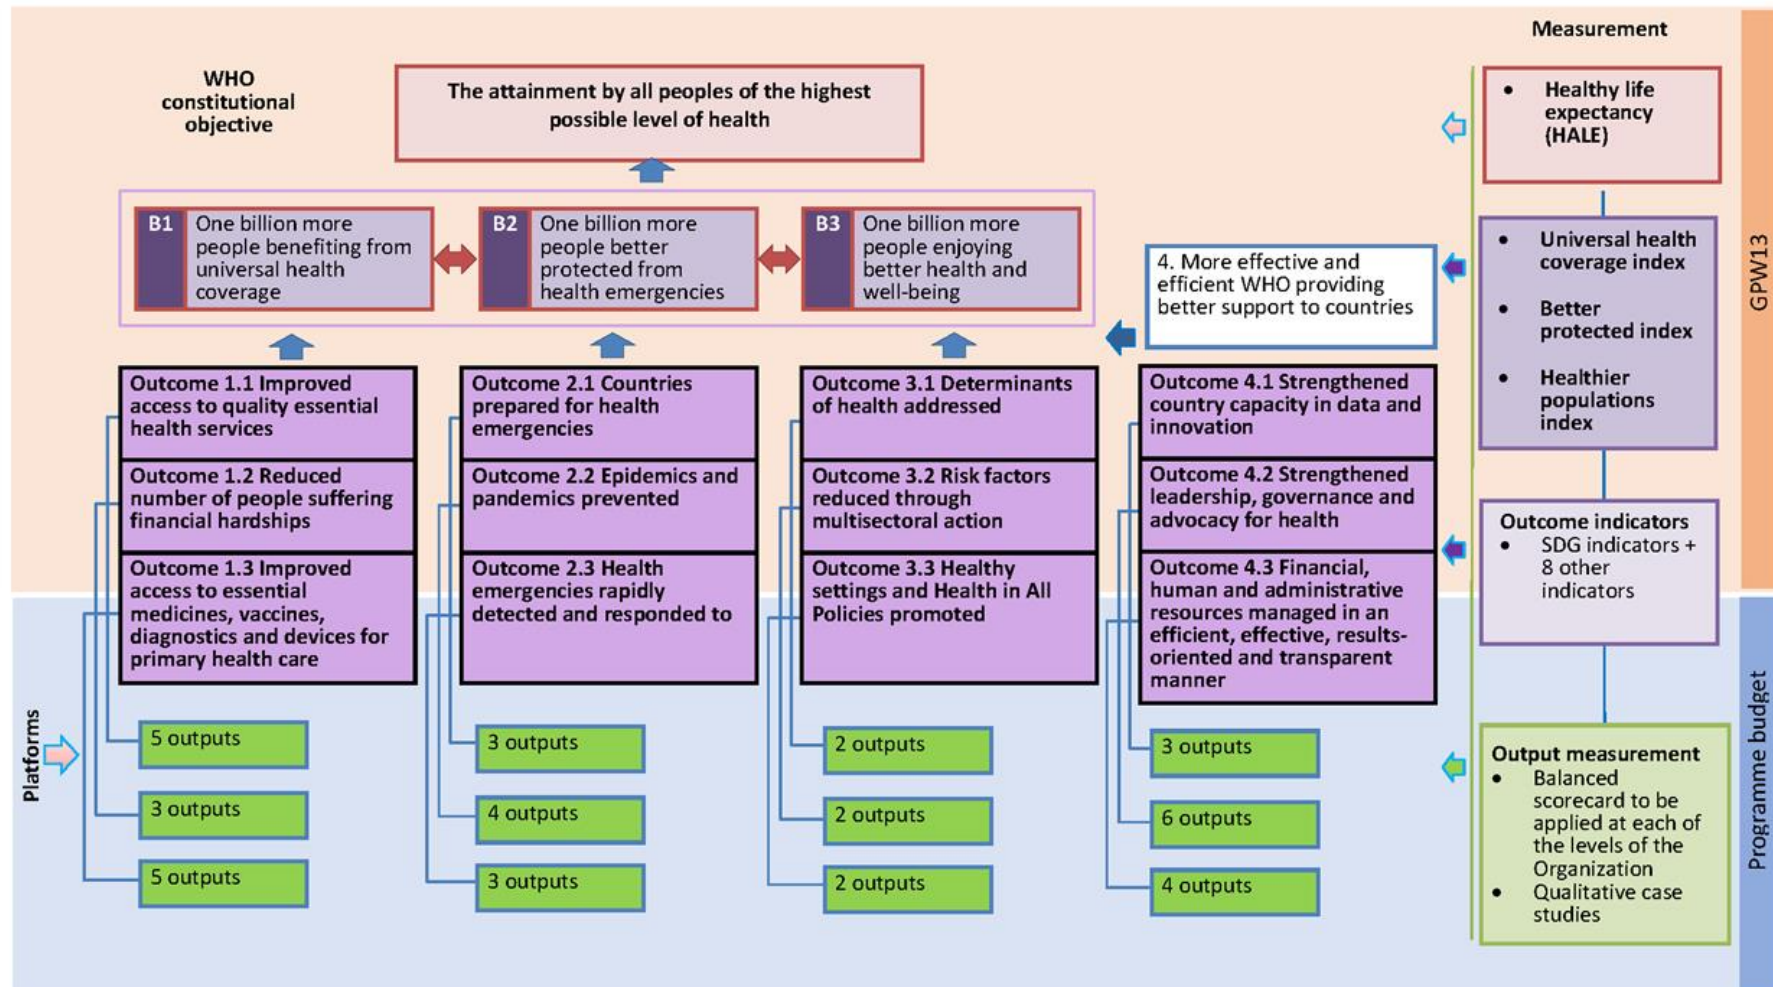 Measurement
WHO
constitutional
objective
The attainment by all peoples of the highest
possible level of health
• Healthy life
expectancy
(HALE)
B1
One billion more
people benefiting from
universal health
coverage
B2
One billion more
people better
protected from
health emergencies
B3
One billion more
people enjoying
better health and
well-being
4. More effective and
efficient WHO providing
better support to countries
• Universal health
coverage index
• Better
protected index
• Healthier
populations
index
GPW13
Outcome 1.1 Improved
access to quality essential
health services
Outcome 1.2 Reduced
number of people suffering
financial hardships
Outcome 1.3 Improved
access to essential
medicines, vaccines,
diagnostics and devices for
primary health care
Outcome 2.1 Countries
prepared for health
emergencies
Outcome 2.2 Epidemics and
pandemics prevented
Outcome 2.3 Health
emergencies rapidly
detected and responded to
Outcome 3.1 Determinants
of health addressed
Outcome 3.2 Risk factors
reduced through
multisectoral action
Outcome 3.3 Healthy
settings and Health in All
Policies promoted
Outcome 4.1 Strengthened
country capacity in data and
innovation
Outcome 4.2 Strengthened
leadership, governance and
advocacy for health
Outcome 4.3 Financial,
human and administrative
resources managed in an
efficient, effective, results-
oriented and transparent
manner
Outcome indicators
• SDG indicators +
8 other
indicators
Platforms
5 outputs
3 outputs
5 outputs
3 outputs
4 outputs
3 outputs
2 outputs
2 outputs
2 outputs
3 outputs
6 outputs
4 outputs
Output measurement
• Balanced
scorecard to be
applied at each of
the levels of the
Organization
• Qualitative case
studies
Programme budget